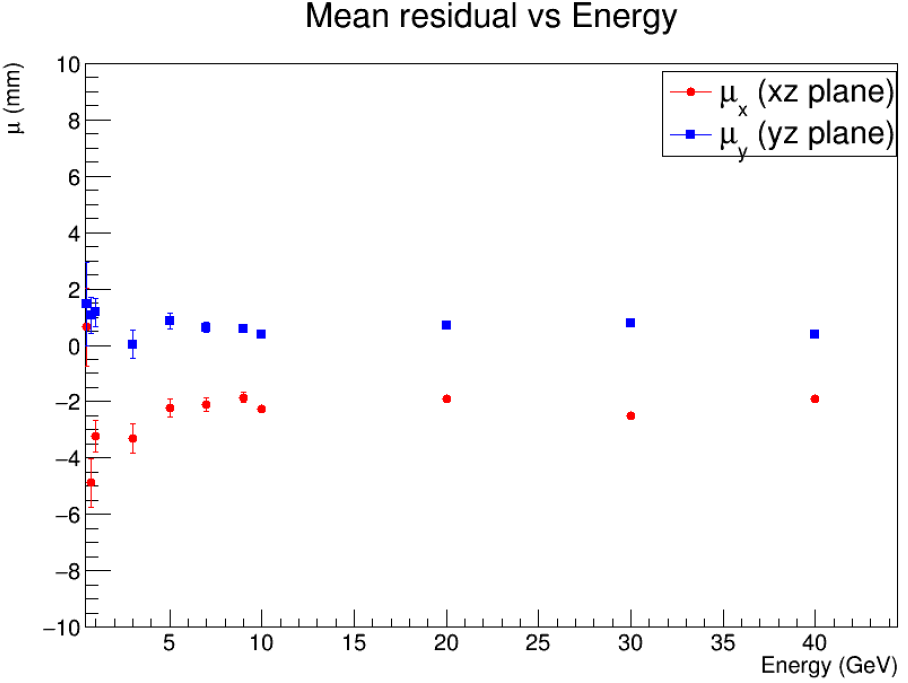 Mean residual vs Energy
μ (mm)
10
8
6
4
2
0
−2
−4
−6
−8
−10
μx (xz plane)
μy (yz plane)
5 10 15 20 25 30 35 40
Energy (GeV)